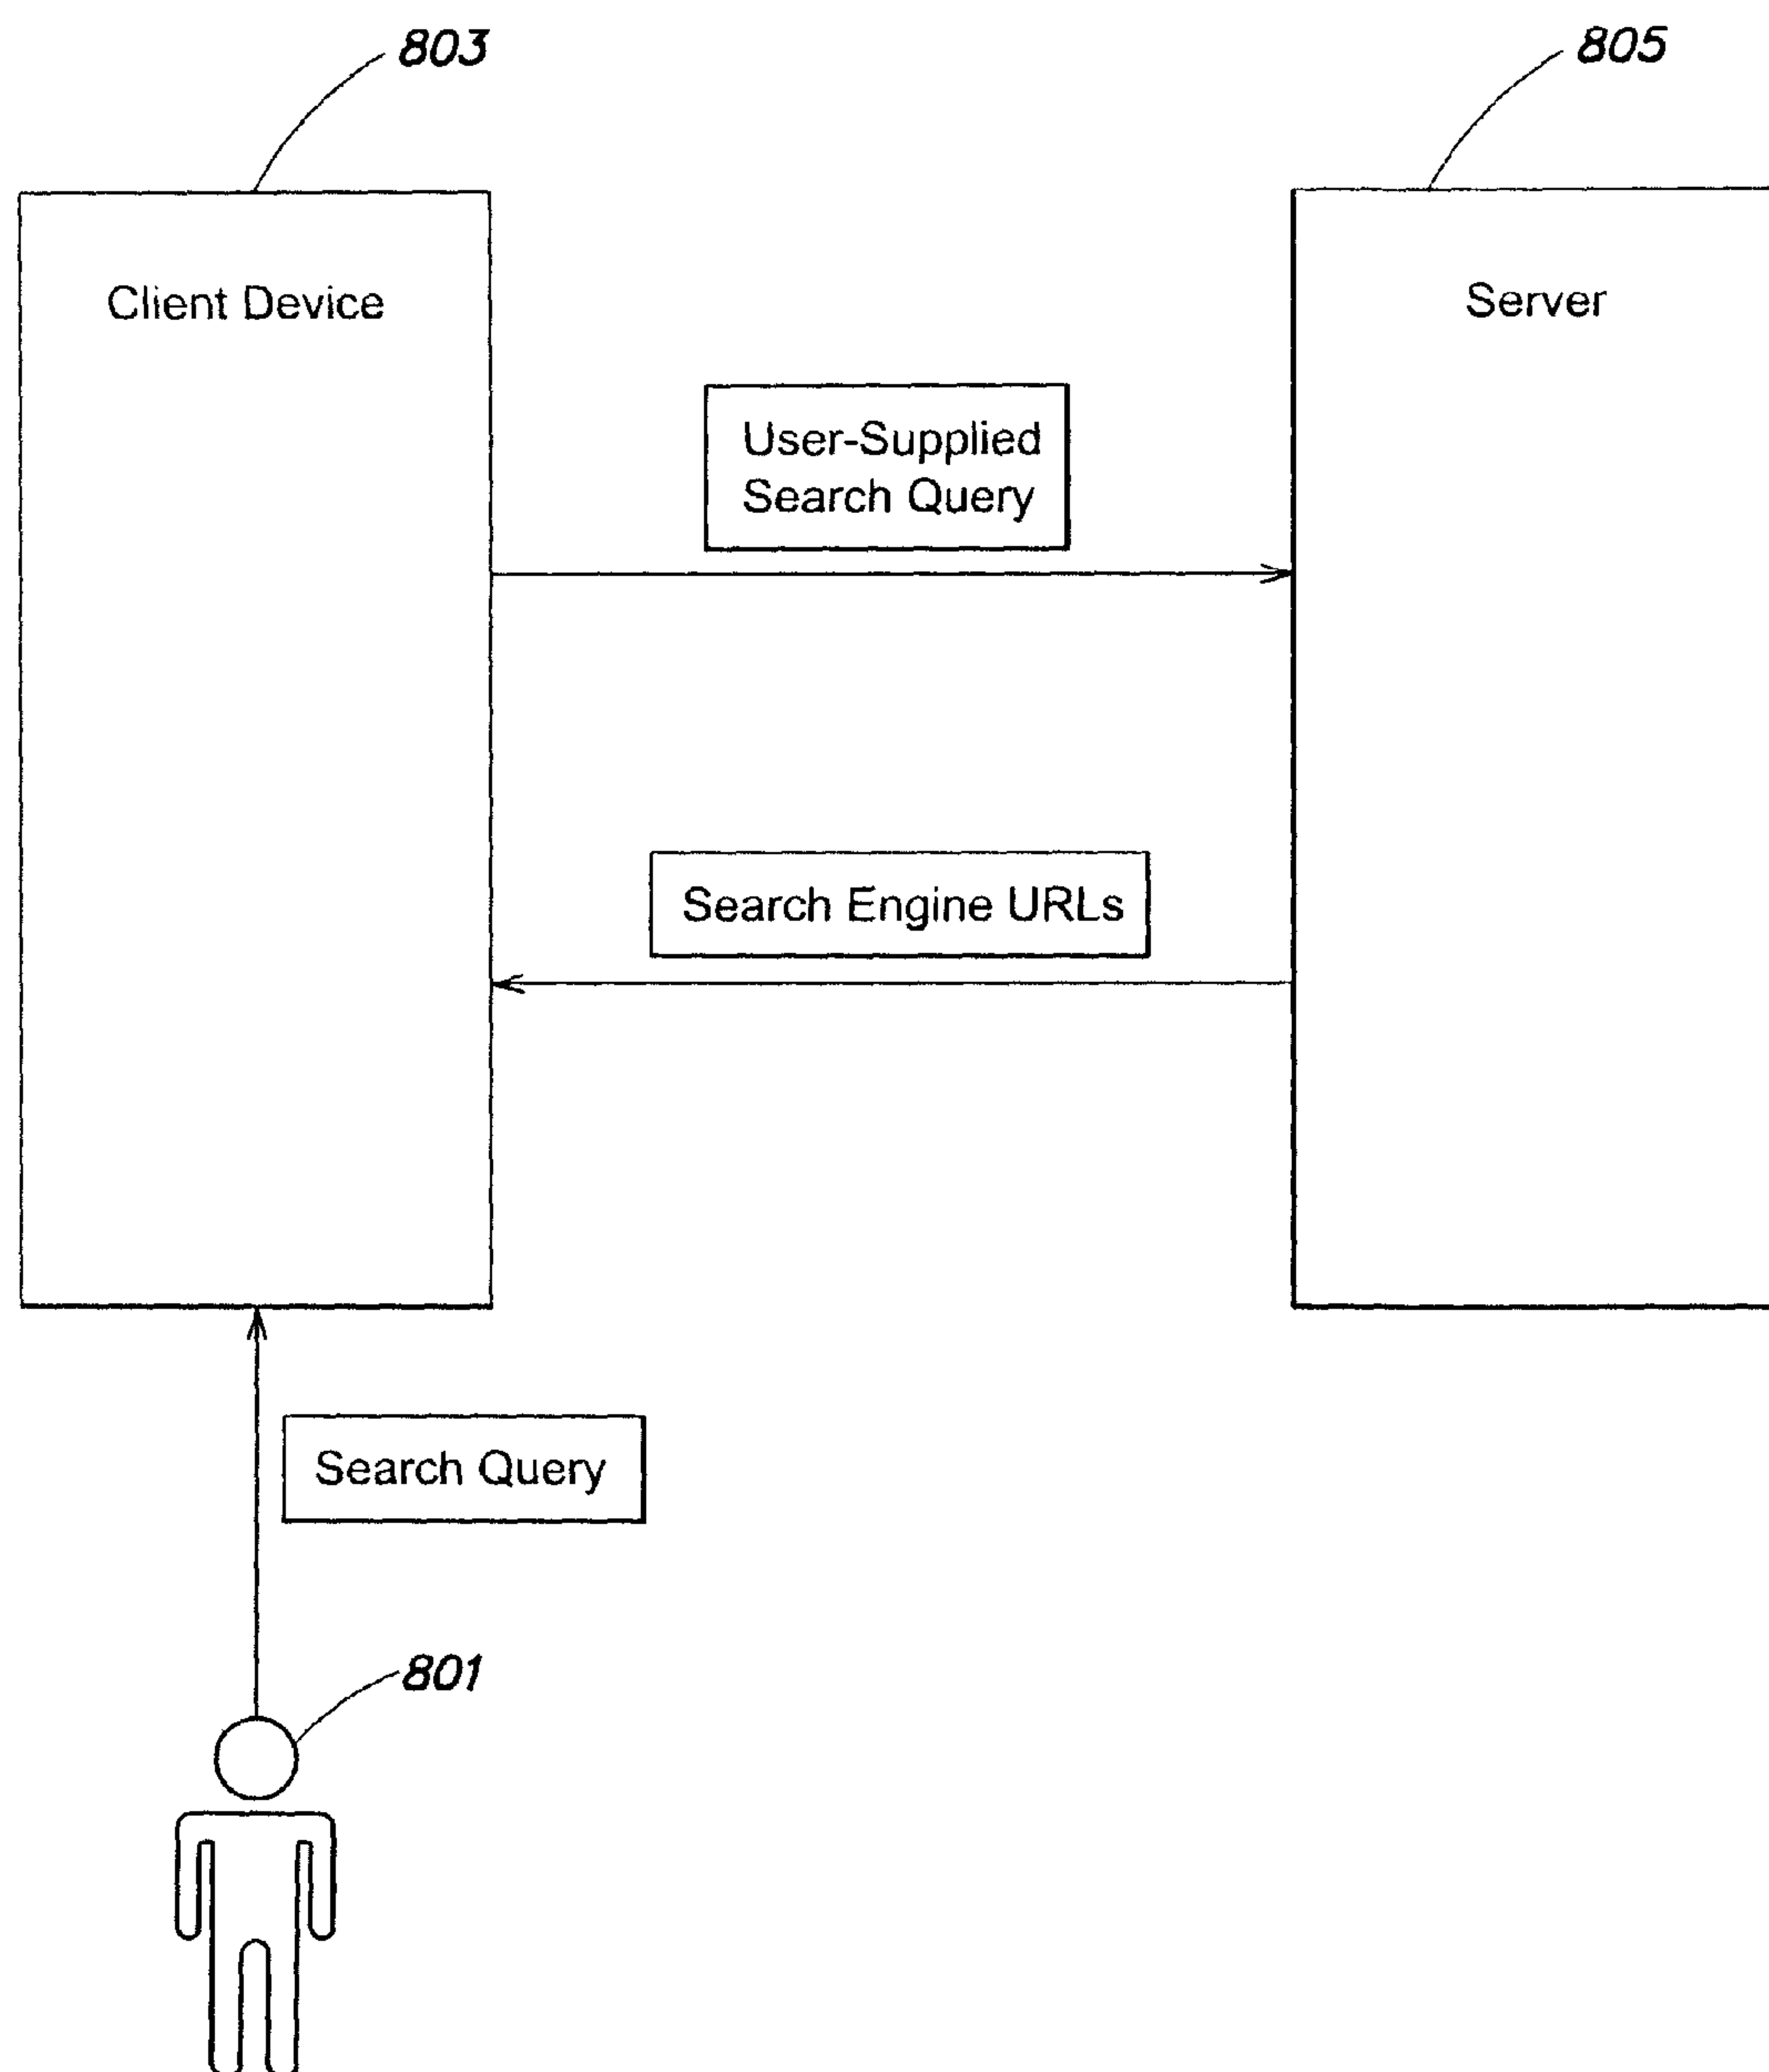 803
805
Client Device
Server
User-Supplied
Search Query
Search Engine URLs
Search Query
801